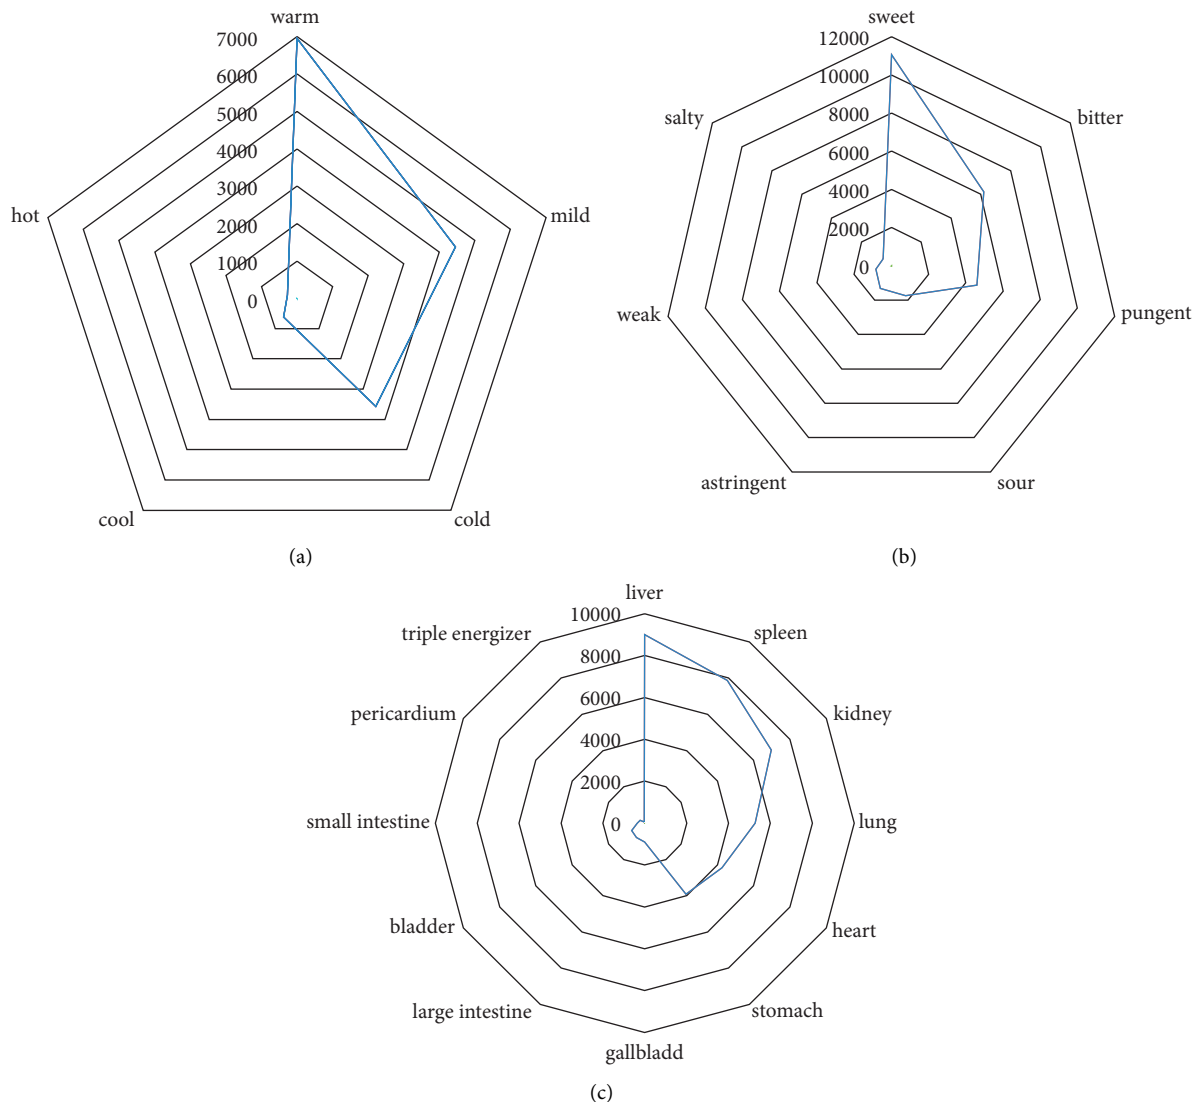 warm
7000
6000
5000
4000
3000
2000
1000
0
hot
mild
cool
cold
(a)
sweet
12000
10000
8000
6000
4000
2000
0
salty
bitter
weak
pungent
astringent
sour
(b)
liver
10000
8000
6000
4000
2000
0
triple energizer
spleen
pericardium
kidney
small intestine
lung
bladder
heart
large intestine
stomach
gallbladd
(c)